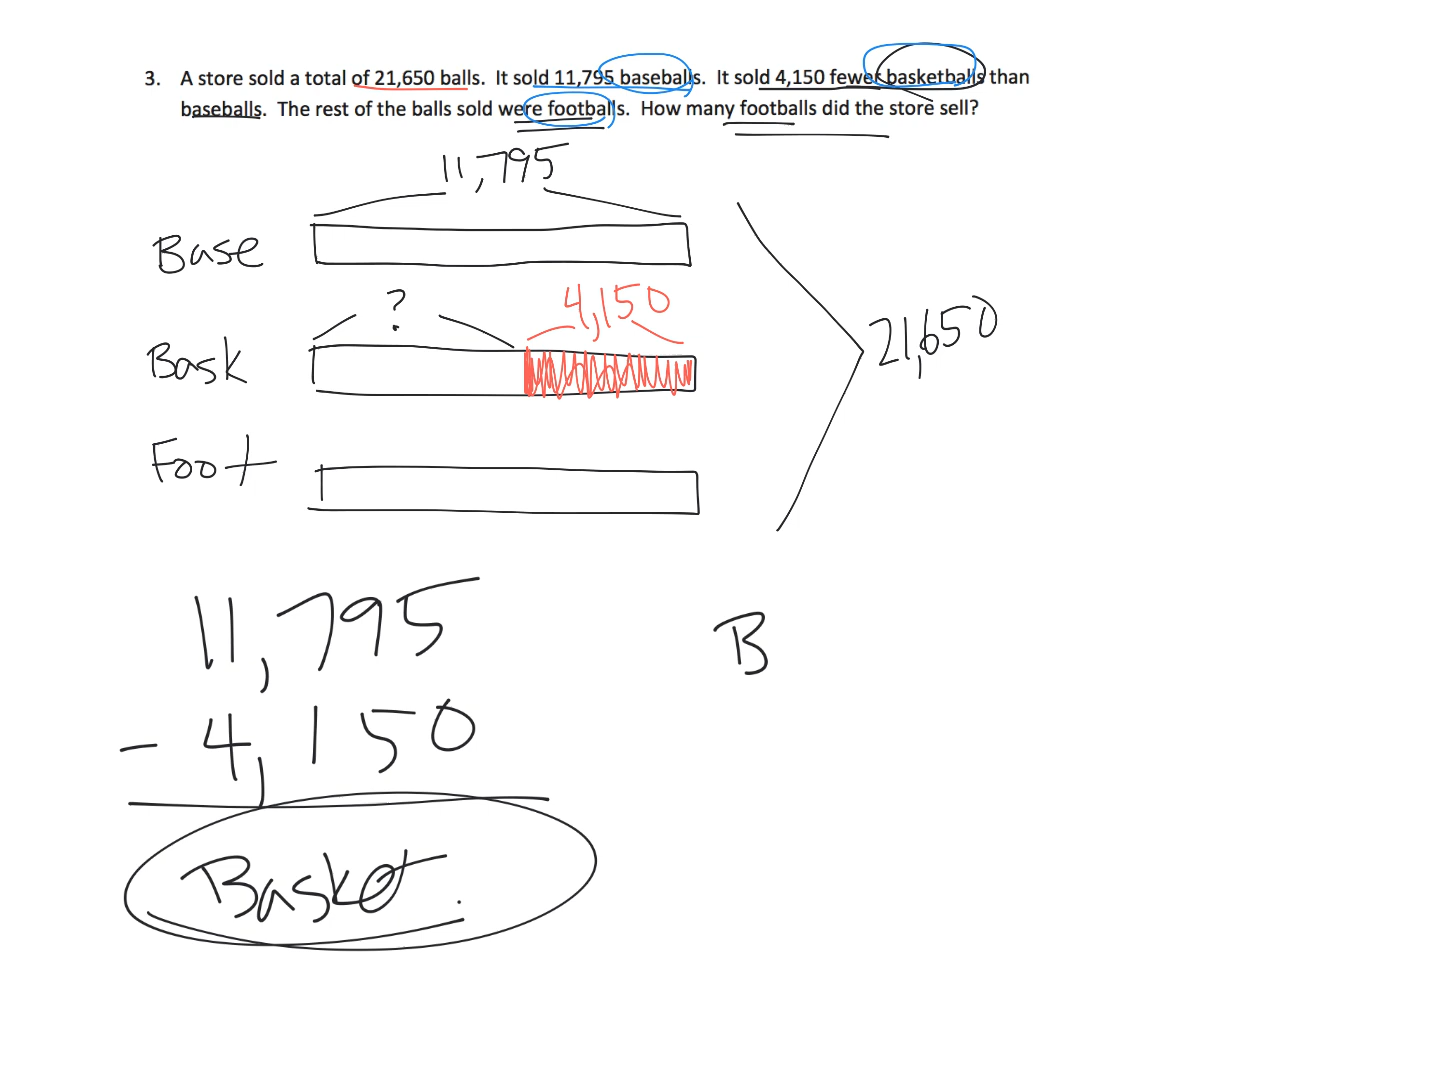 3. A store sold a total of 21,650 balls. It sold 11,795 baseballs. It sold 4,150 fewer basketballs than
baseballs. The rest of the balls sold were footballs. How many footballs did the store sell?
11,795
Base
?
4,150
Bask
21,650
Foot
11,795
B
- 4,150
Basket.